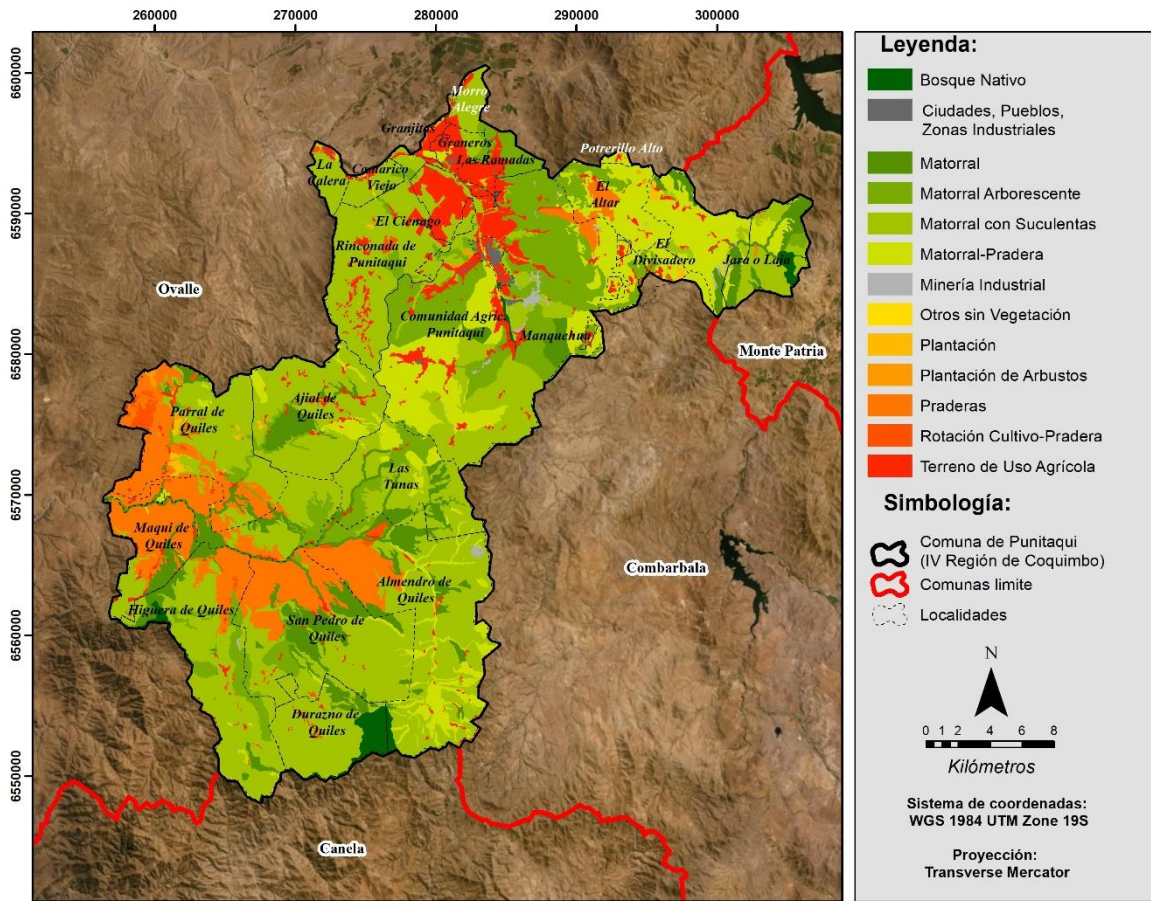 260000
270000
280000
290000
300000
6600000
6590000
6580000
6570000
6560000
6550000
Morro
Alegre
Granjitas
Graneros
Las Ramadas
La
Calera
Camarico
Viejo
Potrerillo Alto
El
Altar
El Cienago
Rinconada de
Punitaqui
El
Divisadero
Jara o Laja
Ovalle
Comunidad Agric.
Punitaqui
Manquehua
Monte Patria
Parral de
Quiles
Ajial de
Quiles
Las
Tunas
Maqui de
Quiles
Combarbala
Almendro de
Quiles
Higuera de Quiles
San Pedro de
Quiles
Durazno de
Quiles
Canela
Leyenda:
Bosque Nativo
Ciudades, Pueblos,
Zonas Industriales
Matorral
Matorral Arborescente
Matorral con Suculentas
Matorral-Pradera
Minería Industrial
Otros sin Vegetación
Plantación
Plantación de Arbustos
Praderas
Rotación Cultivo-Pradera
Terreno de Uso Agrícola
Simbología:
Comuna de Punitaqui
(IV Región de Coquimbo)
Comunas limite
Localidades
N
0 1 2 4 6 8
Kilómetros
Sistema de coordenadas:
WGS 1984 UTM Zone 19S
Proyección:
Transverse Mercator